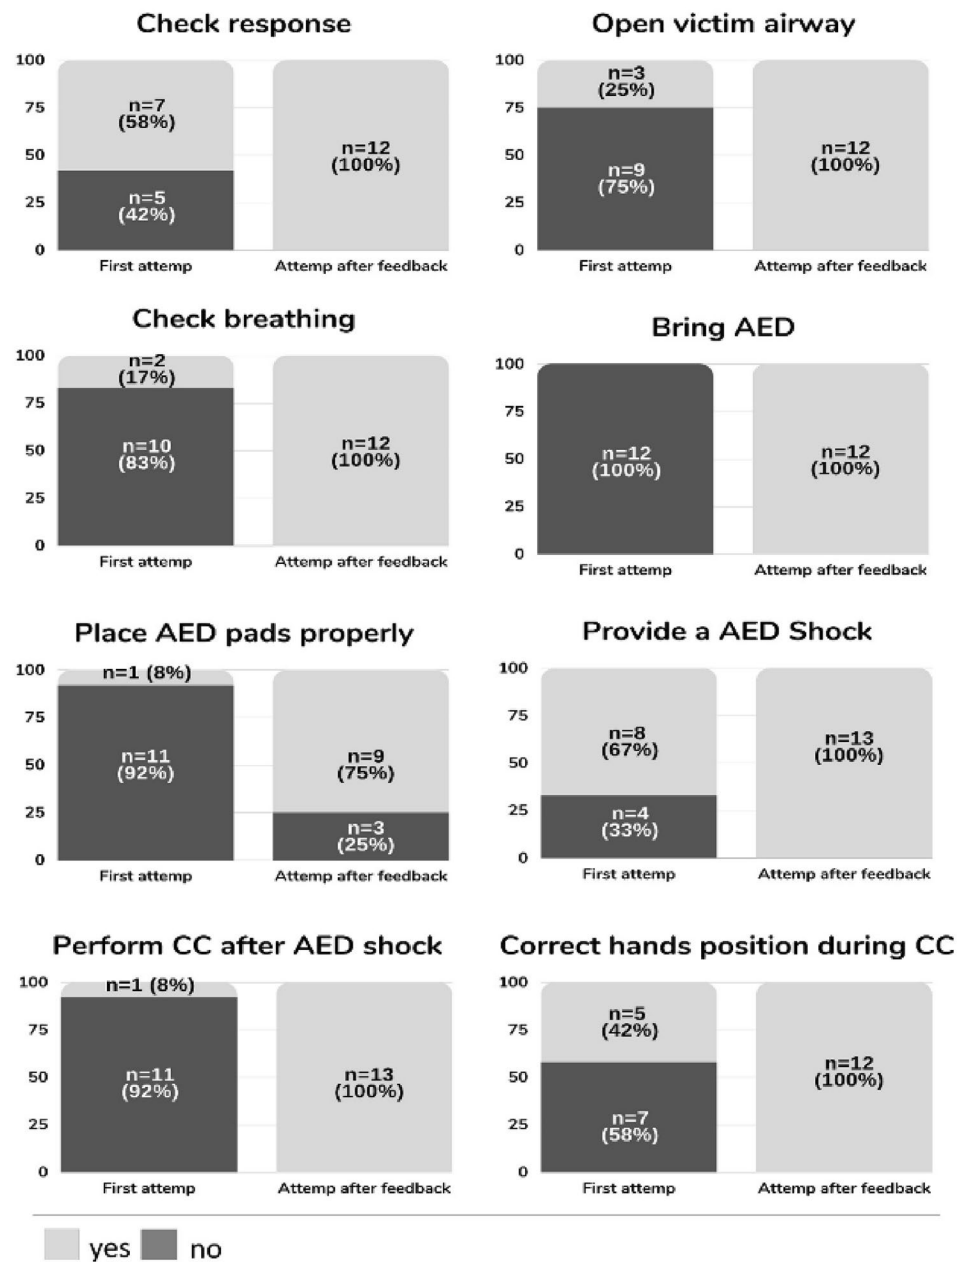 Check response
100
75
50
25
0
n=7
(58%)
n=5
(42%)
n=12
(100%)
First attemp
Attemp after feedback
Open victim airway
100
75
50
25
0
n=3
(25%)
n=9
(75%)
n=12
(100%)
First attemp
Attemp after feedback
Check breathing
100
75
50
25
0
n=2
(17%)
n=10
(83%)
n=12
(100%)
First attemp
Attemp after feedback
Bring AED
100
75
50
25
0
n=12
(100%)
n=12
(100%)
First attemp
Attemp after feedback
Place AED pads properly
100
75
50
25
0
n=1 (8%)
n=11
(92%)
n=9
(75%)
n=3
(25%)
First attemp
Attemp after feedback
Provide a AED Shock
100
75
50
25
0
n=8
(67%)
n=4
(33%)
n=13
(100%)
First attemp
Attemp after feedback
Perform CC after AED shock
100
75
50
25
0
n=1 (8%)
n=11
(92%)
n=13
(100%)
First attemp
Attemp after feedback
Correct hands position during CC
100
75
50
25
0
n=5
(42%)
n=7
(58%)
n=12
(100%)
First attemp
Attemp after feedback
yes
no